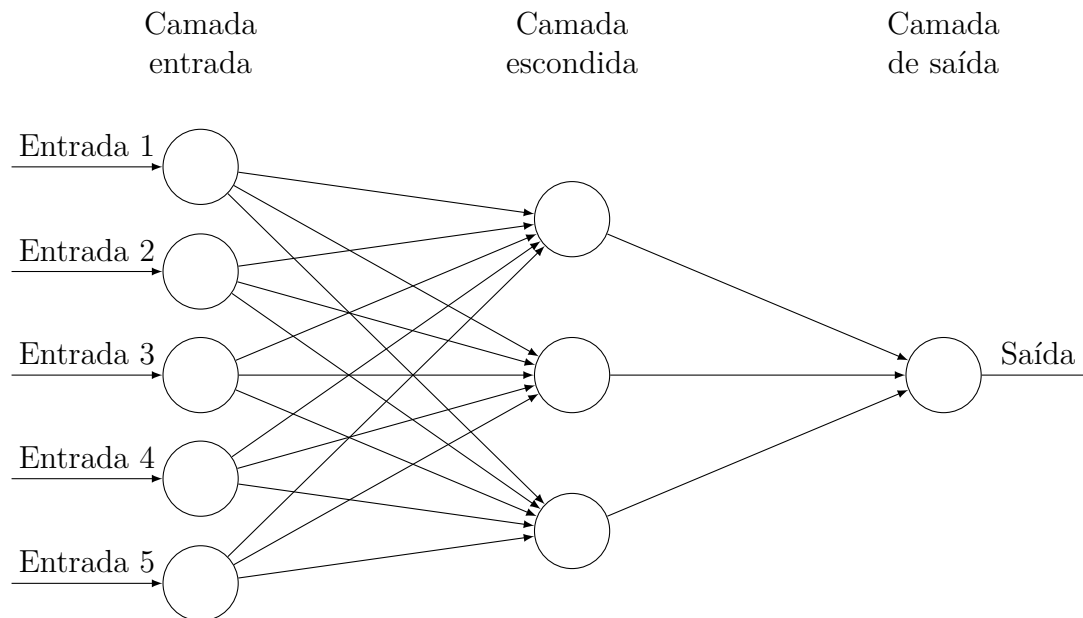 Camada
entrada
Camada
escondida
Camada
de saída
Entrada 1
Entrada 2
Entrada 3
Entrada 4
Entrada 5
Saída